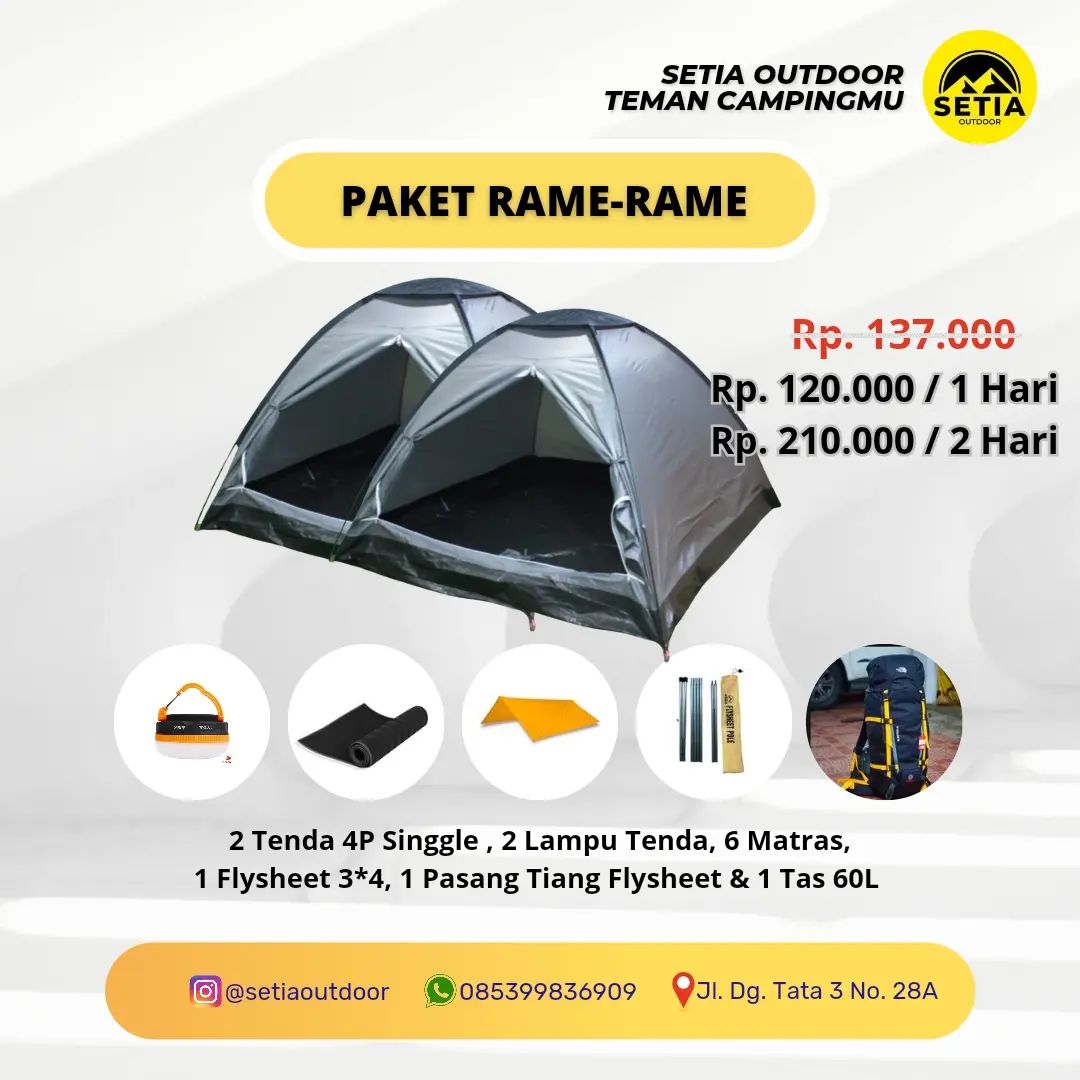 SETIA OUTDOOR
TEMAN CAMPINGMU
SETIA
OUTDOOR
PAKET RAME-RAME
Rp. 137.000
Rp. 120.000 / 1 Hari
Rp. 210.000 / 2 Hari
FLYSHEET POLE
2 Tenda 4P Singgle , 2 Lampu Tenda, 6 Matras,
1 Flysheet 3*4, 1 Pasang Tiang Flysheet & 1 Tas 60L
@setiaoutdoor
085399836909
Jl. Dg. Tata 3 No. 28A